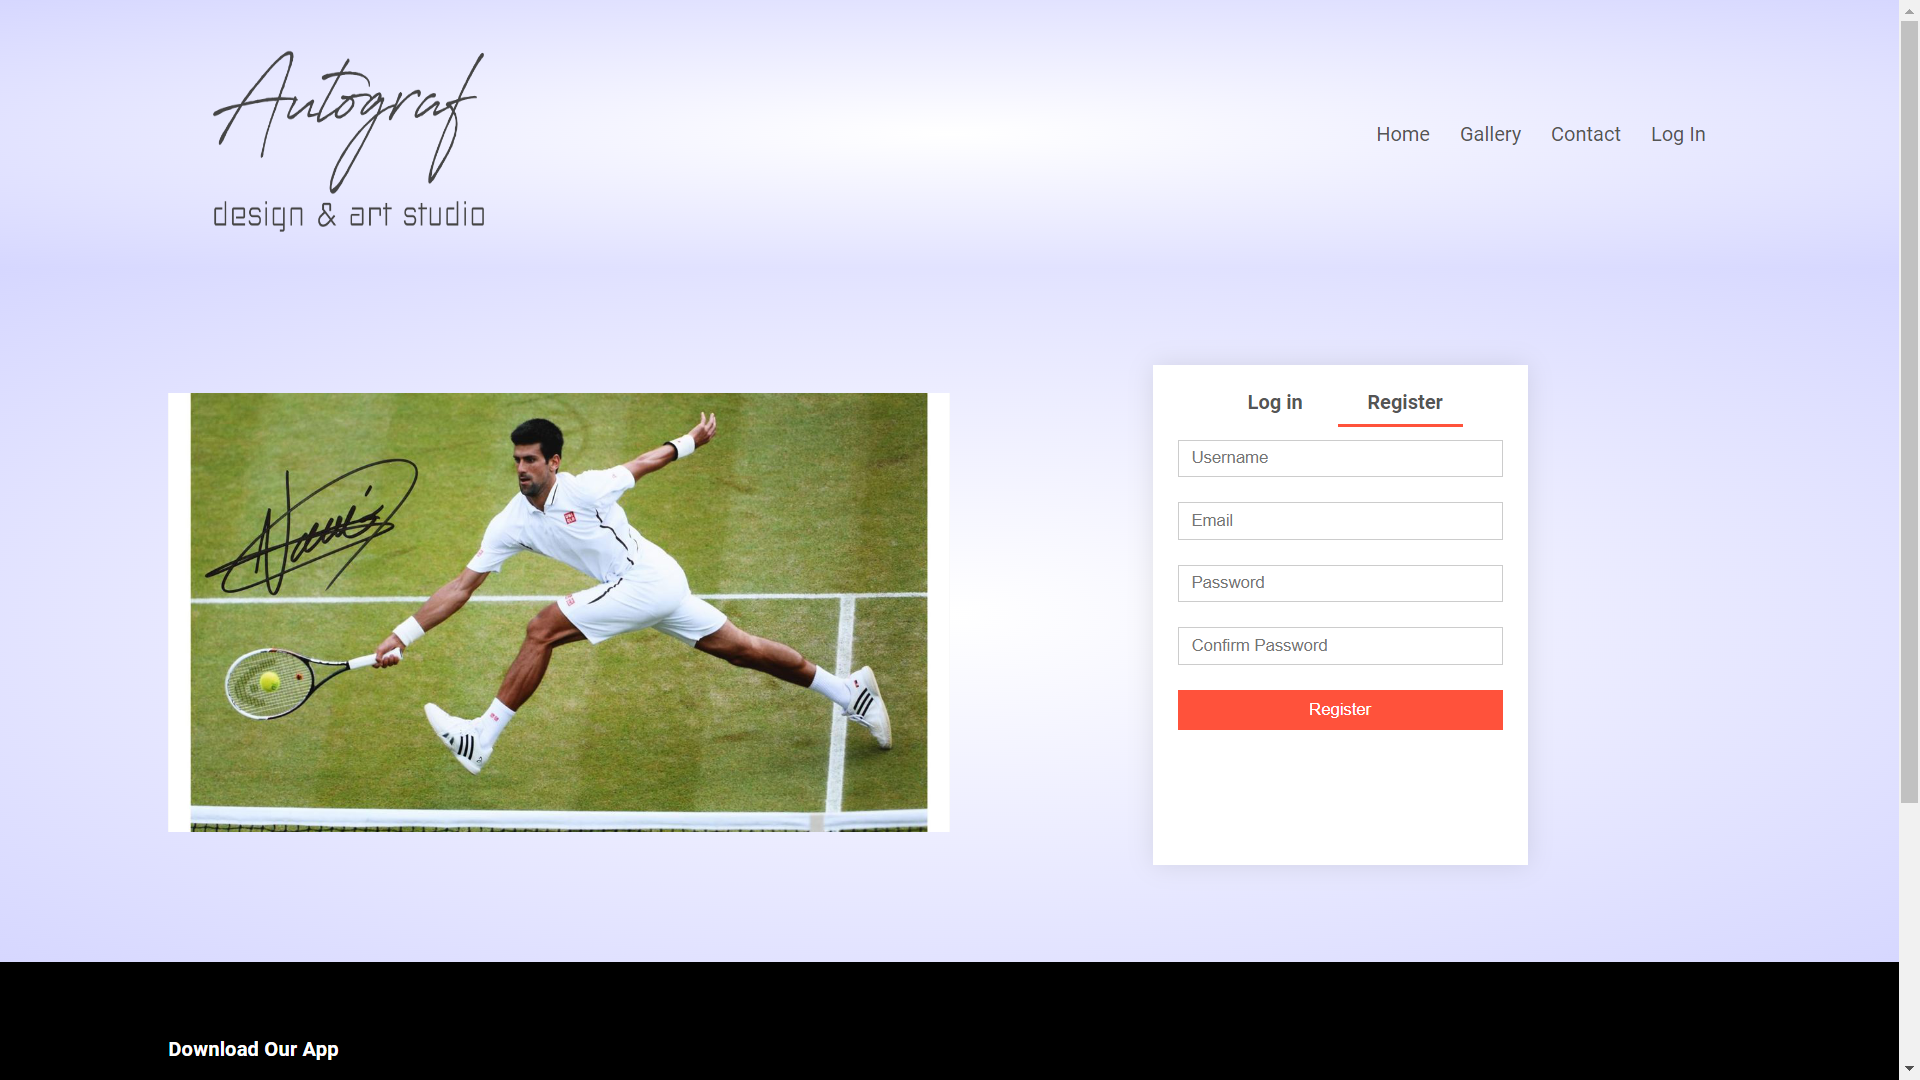 Autograf
design & art studio
Home Gallery Contact Log In
Log in Register
Username
Email
Password
Confirm Password
Register
Download Our App